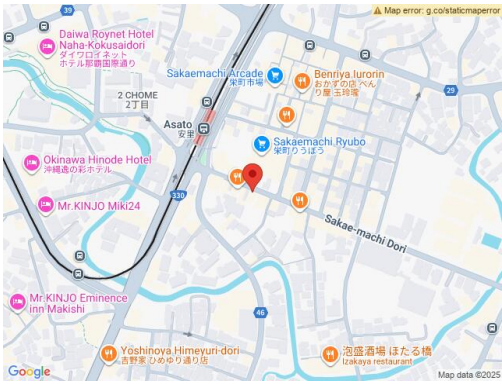 Map error: g.co/staticmaperror
39
Daiwa Roynet Hotel
Naha-Kokusaidori
ダイワロイネット
ホテル那覇国際通り
Sakaemachi Arcade
栄町市場
Benriya Iurorin
おかずの店 べん
り屋 玉玲瓏
29
2 CHOME
2丁目
Asato
安里
Sakaemachi Ryubo
栄町りうぼう
Okinawa Hinode Hotel
沖縄逸の彩ホテル
330
Mr.KINJO Miki24
Sakae-machi Dori
Mr.KINJO Eminence
inn Makishi
46
Yoshinoya Himeyuri-dori
吉野家 ひめゆり通り店
泡盛酒場 ほたる橋
Izakaya restaurant
Google
Map data ©2025